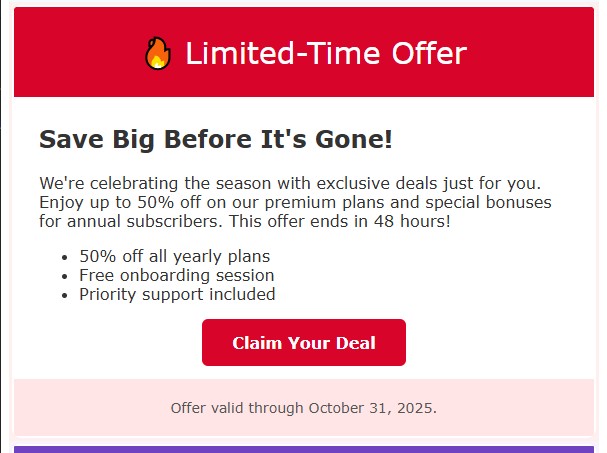 🔥 Limited-Time Offer
Save Big Before It's Gone!
We're celebrating the season with exclusive deals just for you.
Enjoy up to 50% off on our premium plans and special bonuses
for annual subscribers. This offer ends in 48 hours!
• 50% off all yearly plans
• Free onboarding session
• Priority support included
Claim Your Deal
Offer valid through October 31, 2025.